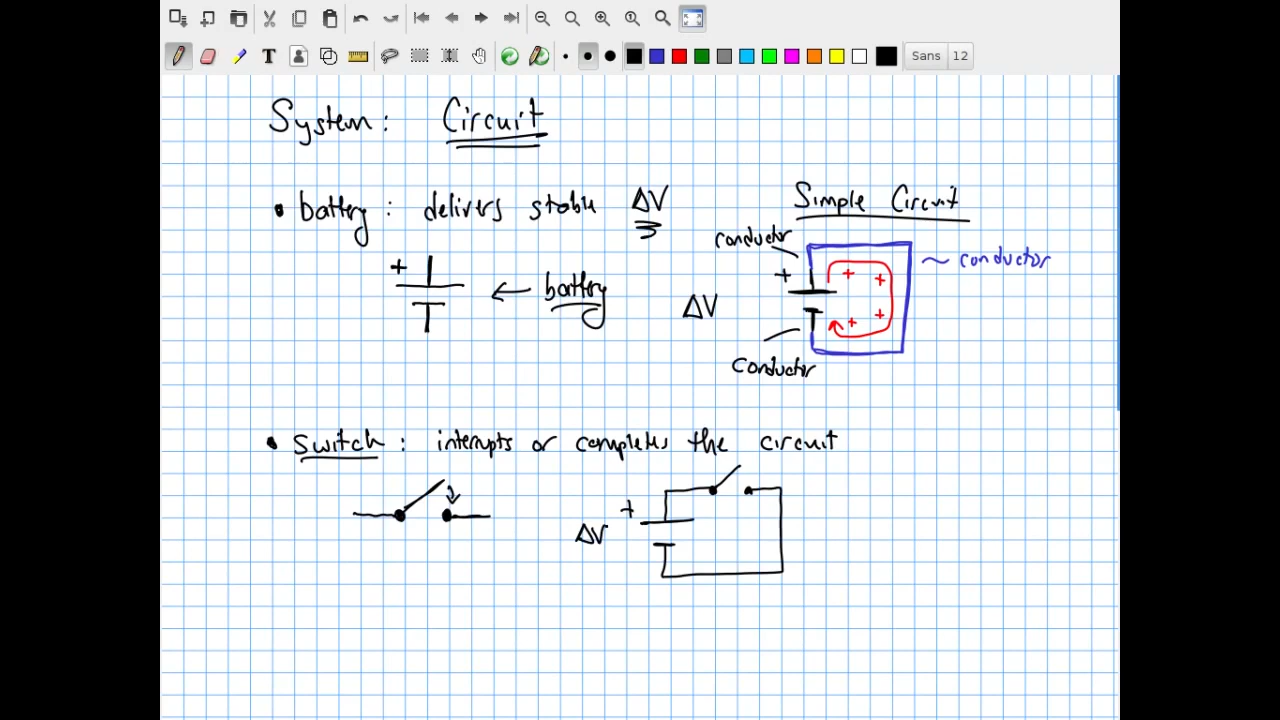 Sans 12
System: Circuit
• battery: delivers stable ΔV
Simple Circuit
conductor
~ conductor
+
+ ← battery
ΔV
+ +
+ +
conductor
• Switch: interrupts or completes the circuit
+
ΔV